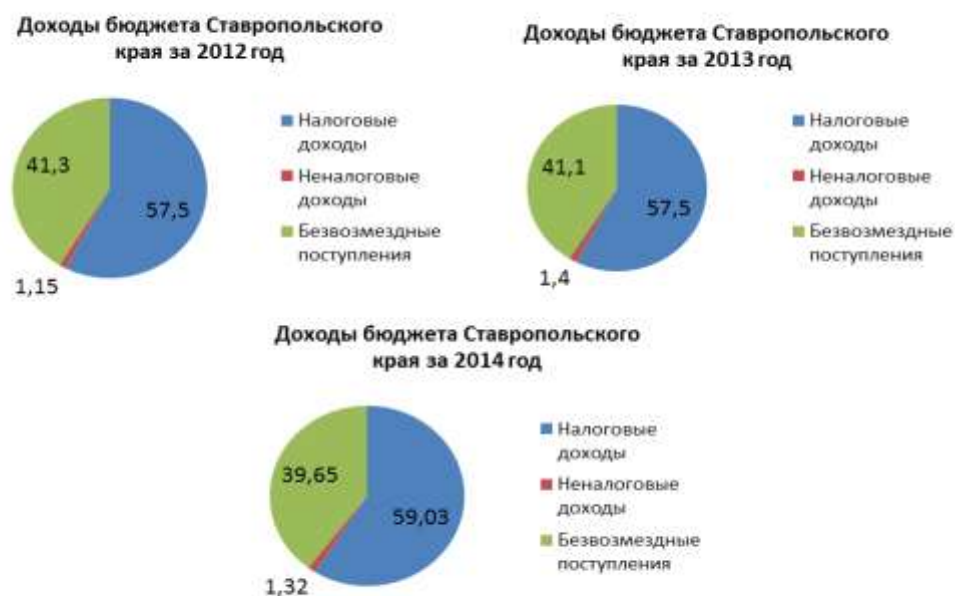 Доходы бюджета Ставропольского
края за 2012 год
41,3
57,5
1,15
Налоговые
доходы
Неналоговые
доходы
Безвозмездные
поступления
Доходы бюджета Ставропольского
края за 2013 год
41,1
57,5
1,4
Налоговые
доходы
Неналоговые
доходы
Безвозмездные
поступления
Доходы бюджета Ставропольского
края за 2014 год
39,65
59,03
1,32
Налоговые
доходы
Неналоговые
доходы
Безвозмездные
поступления